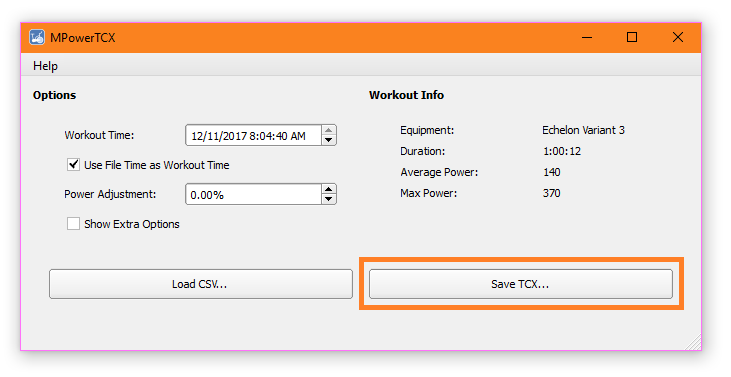 MPowerTCX
Help
Options
Workout Time: 12/11/2017 8:04:40 AM
Use File Time as Workout Time
Power Adjustment: 0.00%
Show Extra Options
Load CSV...
Workout Info
Equipment: Echelon Variant 3
Duration: 1:00:12
Average Power: 140
Max Power: 370
Save TCX...